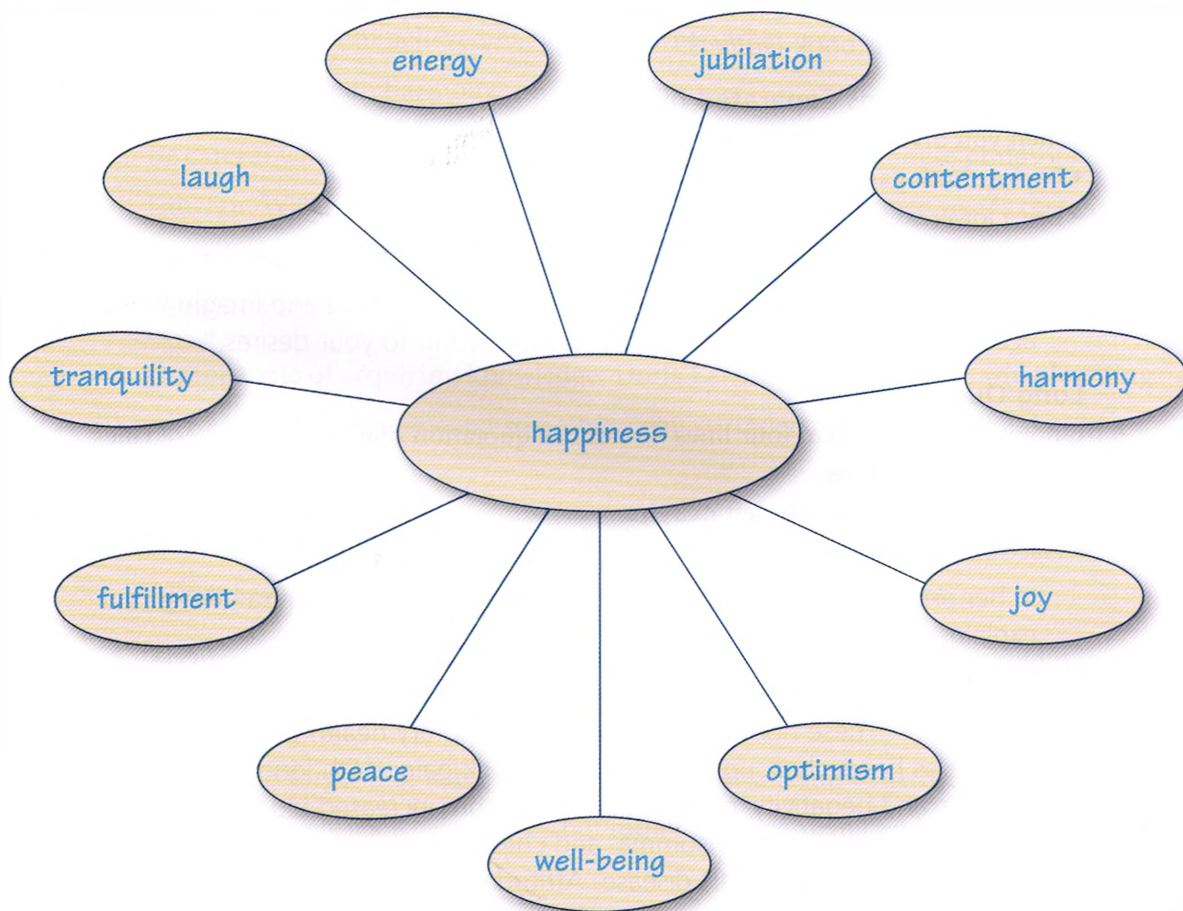 energy
jubilation
laugh
contentment
tranquility
harmony
happiness
fulfillment
joy
peace
optimism
well-being